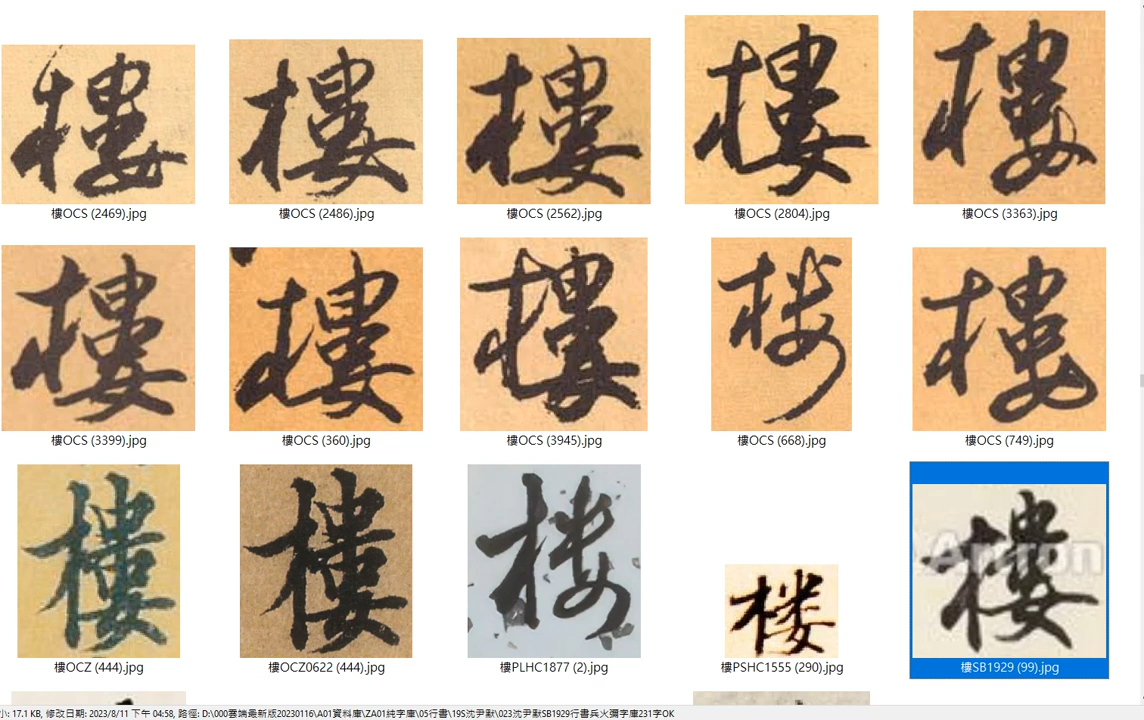 樓 樓 樓 樓 樓
樓OCS (2469).jpg 樓OCS (2486).jpg 樓OCS (2562).jpg 樓OCS (2804).jpg 樓OCS (3363).jpg
樓 樓 樓 楼 樓
樓OCS (3399).jpg 樓OCS (360).jpg 樓OCS (3945).jpg 樓OCS (668).jpg 樓OCS (749).jpg
樓 樓 楼 楼 樓
樓OCZ (444).jpg 樓OCZ0622 (444).jpg 樓PLHC1877 (2).jpg 樓PSHC1555 (290).jpg 樓SB1929 (99).jpg
小: 17.1 KB, 修改日期: 2023/8/11 下午 04:58, 路徑: D:\000雲端最新版20230116\A01資料庫\ZA01純字庫\05行書\19S沈尹默\023沈尹默SB1929行書兵火彌字庫231字OK